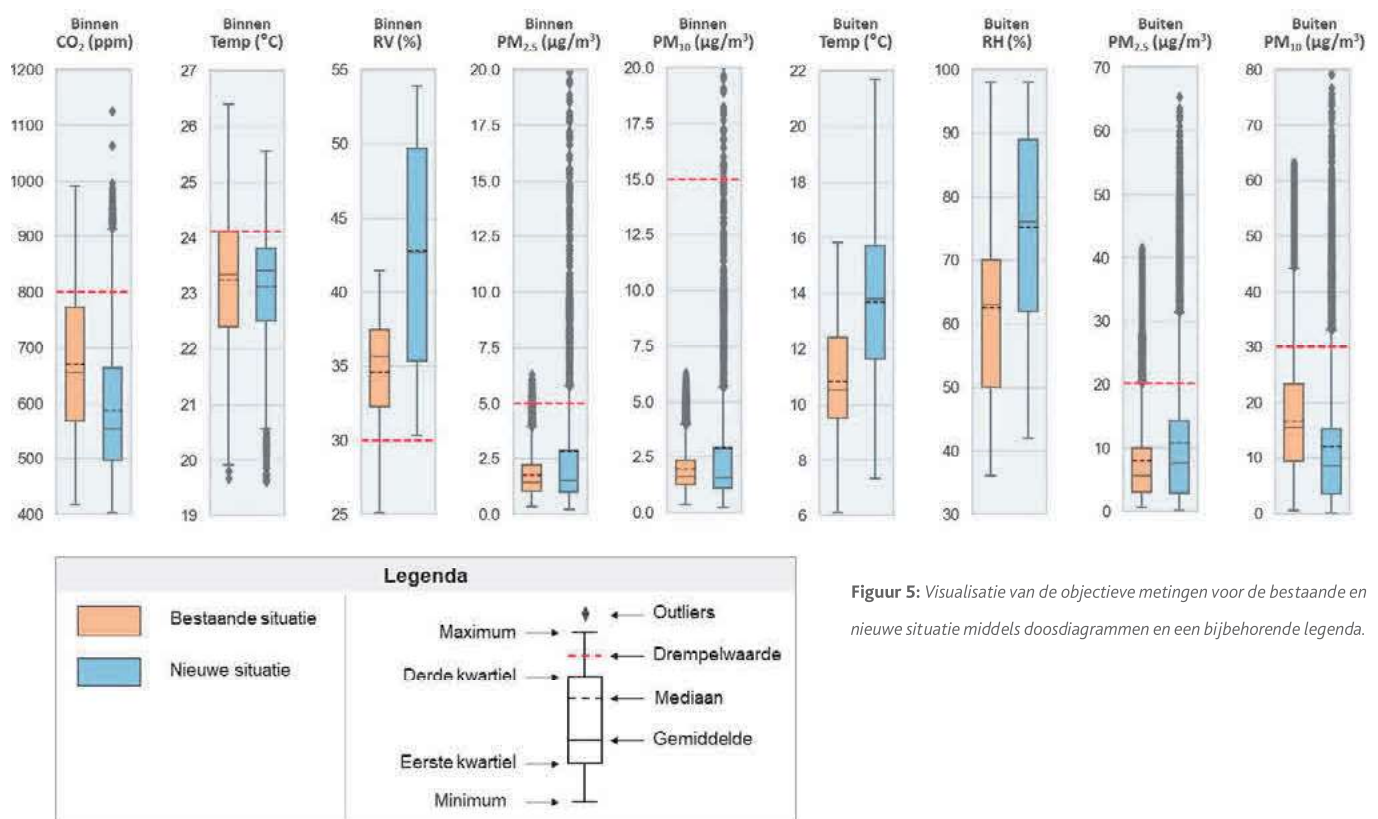 Binnen
CO₂ (ppm)
1200
1100
1000
900
800
700
600
500
400
Binnen
Temp (°C)
27
26
25
24
23
22
21
20
19
Binnen
RV (%)
55
50
45
40
35
30
25
Binnen
PM₂.₅ (µg/m³)
20.0
17.5
15.0
12.5
10.0
7.5
5.0
2.5
0.0
Binnen
PM₁₀ (µg/m³)
20.0
17.5
15.0
12.5
10.0
7.5
5.0
2.5
0.0
Buiten
Temp (°C)
22
20
18
16
14
12
10
8
6
Buiten
RH (%)
100
90
80
70
60
50
40
30
Buiten
PM₂.₅ (µg/m³)
70
60
50
40
30
20
10
0
Buiten
PM₁₀ (µg/m³)
80
70
60
50
40
30
20
10
0
Legenda
Bestaande situatie
Nieuwe situatie
Outliers
Maximum
Drempelwaarde
Derde kwartiel
Mediaan
Gemiddelde
Eerste kwartiel
Minimum
Figuur 5: Visualisatie van de objectieve metingen voor de bestaande en
nieuwe situatie middels doosdiagrammen en een bijbehorende legenda.